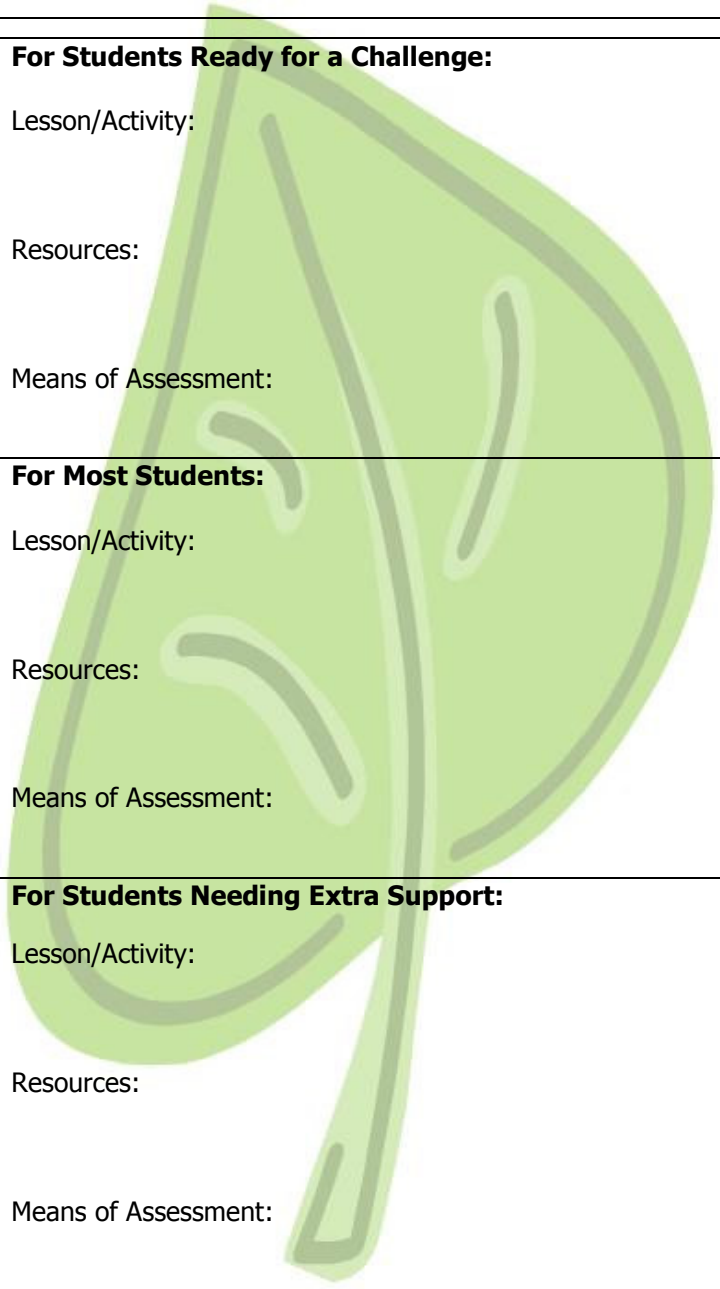 For Students Ready for a Challenge:
Lesson/Activity:
Resources:
Means of Assessment:
For Most Students:
Lesson/Activity:
Resources:
Means of Assessment:
For Students Needing Extra Support:
Lesson/Activity:
Resources:
Means of Assessment: